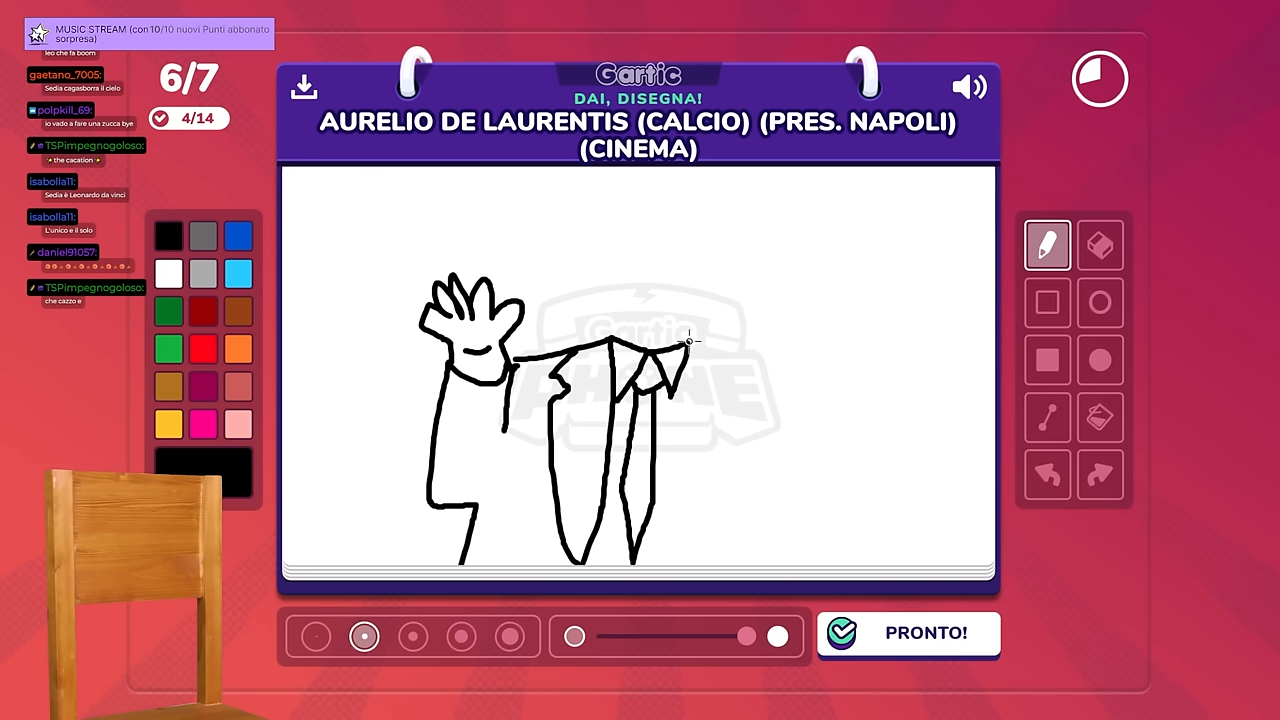 MUSIC STREAM (con 10/10 nuovi Punti abbonato
sorpresa)
leo che fa boom
gaetano_7005:
Sedia cagasborra il cielo
polpkill_69:
io vado a fare una zucca bye
TSPimpegnogoloso:
the cacation
isabolla11:
Sedia è Leonardo da vinci
isabolla11:
L'unico e il solo
daniel91057:
TSPimpegnogoloso:
che cazzo e
6/7
4/14
Gartic
DAI, DISEGNA!
AURELIO DE LAURENTIS (CALCIO) (PRES. NAPOLI)
(CINEMA)
Gartic
PHONE
PRONTO!